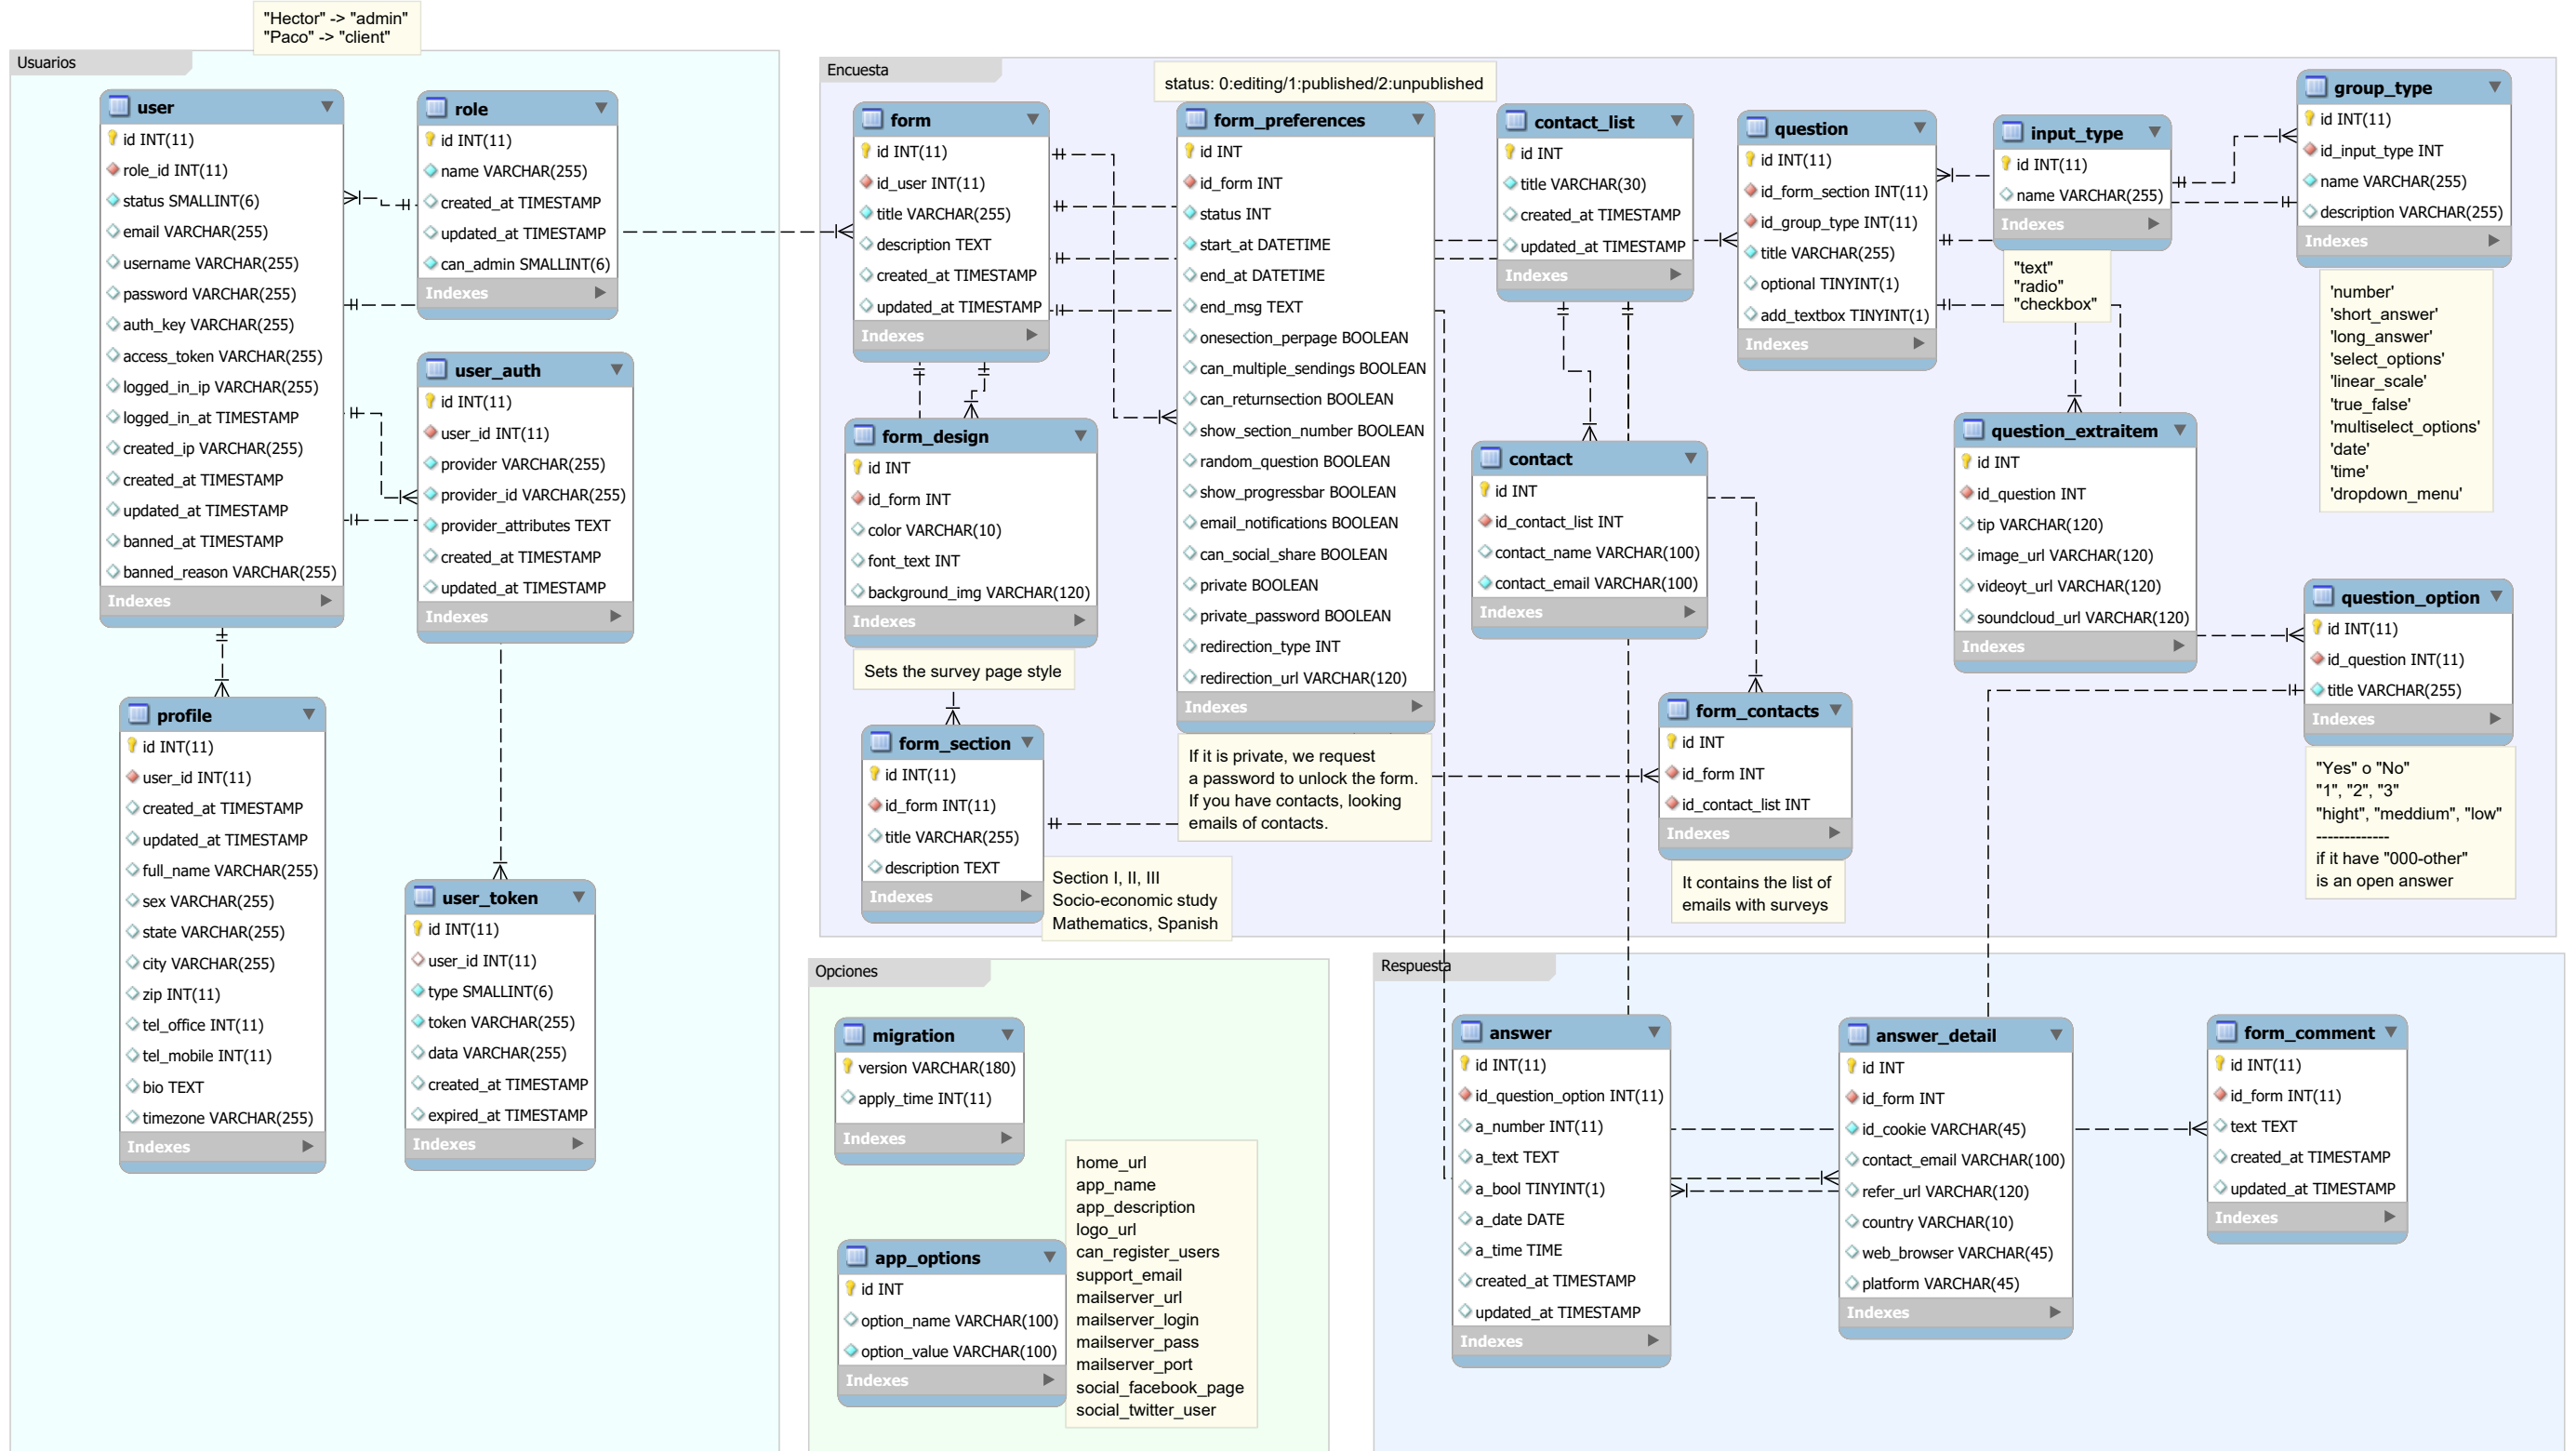 "Hector" -> "admin"
"Paco" -> "client"
Usuarios
user
id INT(11)
role_id INT(11)
status SMALLINT(6)
email VARCHAR(255)
username VARCHAR(255)
password VARCHAR(255)
auth_key VARCHAR(255)
access_token VARCHAR(255)
logged_in_ip VARCHAR(255)
logged_in_at TIMESTAMP
created_ip VARCHAR(255)
created_at TIMESTAMP
updated_at TIMESTAMP
banned_at TIMESTAMP
banned_reason VARCHAR(255)
Indexes
role
id INT(11)
name VARCHAR(255)
created_at TIMESTAMP
updated_at TIMESTAMP
can_admin SMALLINT(6)
Indexes
user_auth
id INT(11)
user_id INT(11)
provider VARCHAR(255)
provider_id VARCHAR(255)
provider_attributes TEXT
created_at TIMESTAMP
updated_at TIMESTAMP
Indexes
profile
id INT(11)
user_id INT(11)
created_at TIMESTAMP
updated_at TIMESTAMP
full_name VARCHAR(255)
sex VARCHAR(255)
state VARCHAR(255)
city VARCHAR(255)
zip INT(11)
tel_office INT(11)
tel_mobile INT(11)
bio TEXT
timezone VARCHAR(255)
Indexes
user_token
id INT(11)
user_id INT(11)
type SMALLINT(6)
token VARCHAR(255)
data VARCHAR(255)
created_at TIMESTAMP
expired_at TIMESTAMP
Indexes
Encuesta
status: 0:editing/1:published/2:unpublished
form
id INT(11)
id_user INT(11)
title VARCHAR(255)
description TEXT
created_at TIMESTAMP
updated_at TIMESTAMP
Indexes
form_design
id INT
id_form INT
color VARCHAR(10)
font_text INT
background_img VARCHAR(120)
Indexes
Sets the survey page style
form_section
id INT(11)
id_form INT(11)
title VARCHAR(255)
description TEXT
Indexes
Section I, II, III
Socio-economic study
Mathematics, Spanish
form_preferences
id INT
id_form INT
status INT
start_at DATETIME
end_at DATETIME
end_msg TEXT
onesection_perpage BOOLEAN
can_multiple_sendings BOOLEAN
can_returnsection BOOLEAN
show_section_number BOOLEAN
random_question BOOLEAN
show_progressbar BOOLEAN
email_notifications BOOLEAN
can_social_share BOOLEAN
private BOOLEAN
private_password BOOLEAN
redirection_type INT
redirection_url VARCHAR(120)
Indexes
If it is private, we request
a password to unlock the form.
If you have contacts, looking
emails of contacts.
contact_list
id INT
title VARCHAR(30)
created_at TIMESTAMP
updated_at TIMESTAMP
Indexes
contact
id INT
id_contact_list INT
contact_name VARCHAR(100)
contact_email VARCHAR(100)
Indexes
form_contacts
id INT
id_form INT
id_contact_list INT
Indexes
It contains the list of
emails with surveys
question
id INT(11)
id_form_section INT(11)
id_group_type INT(11)
title VARCHAR(255)
optional TINYINT(1)
add_textbox TINYINT(1)
Indexes
input_type
id INT(11)
name VARCHAR(255)
Indexes
"text"
"radio"
"checkbox"
group_type
id INT(11)
id_input_type INT
name VARCHAR(255)
description VARCHAR(255)
Indexes
'number'
'short_answer'
'long_answer'
'select_options'
'linear_scale'
'true_false'
'multiselect_options'
'date'
'time'
'dropdown_menu'
question_extraitem
id INT
id_question INT
tip VARCHAR(120)
image_url VARCHAR(120)
videoyt_url VARCHAR(120)
soundcloud_url VARCHAR(120)
Indexes
question_option
id INT(11)
id_question INT(11)
title VARCHAR(255)
Indexes
"Yes" o "No"
"1", "2", "3"
"hight", "meddium", "low"
-------------
if it have "000-other"
is an open answer
Opciones
migration
version VARCHAR(180)
apply_time INT(11)
Indexes
app_options
id INT
option_name VARCHAR(100)
option_value VARCHAR(100)
Indexes
home_url
app_name
app_description
logo_url
can_register_users
support_email
mailserver_url
mailserver_login
mailserver_pass
mailserver_port
social_facebook_page
social_twitter_user
Respuesta
answer
id INT(11)
id_question_option INT(11)
a_number INT(11)
a_text TEXT
a_bool TINYINT(1)
a_date DATE
a_time TIME
created_at TIMESTAMP
updated_at TIMESTAMP
Indexes
answer_detail
id INT
id_form INT
id_cookie VARCHAR(45)
contact_email VARCHAR(100)
refer_url VARCHAR(120)
country VARCHAR(10)
web_browser VARCHAR(45)
platform VARCHAR(45)
Indexes
form_comment
id INT(11)
id_form INT(11)
text TEXT
created_at TIMESTAMP
updated_at TIMESTAMP
Indexes